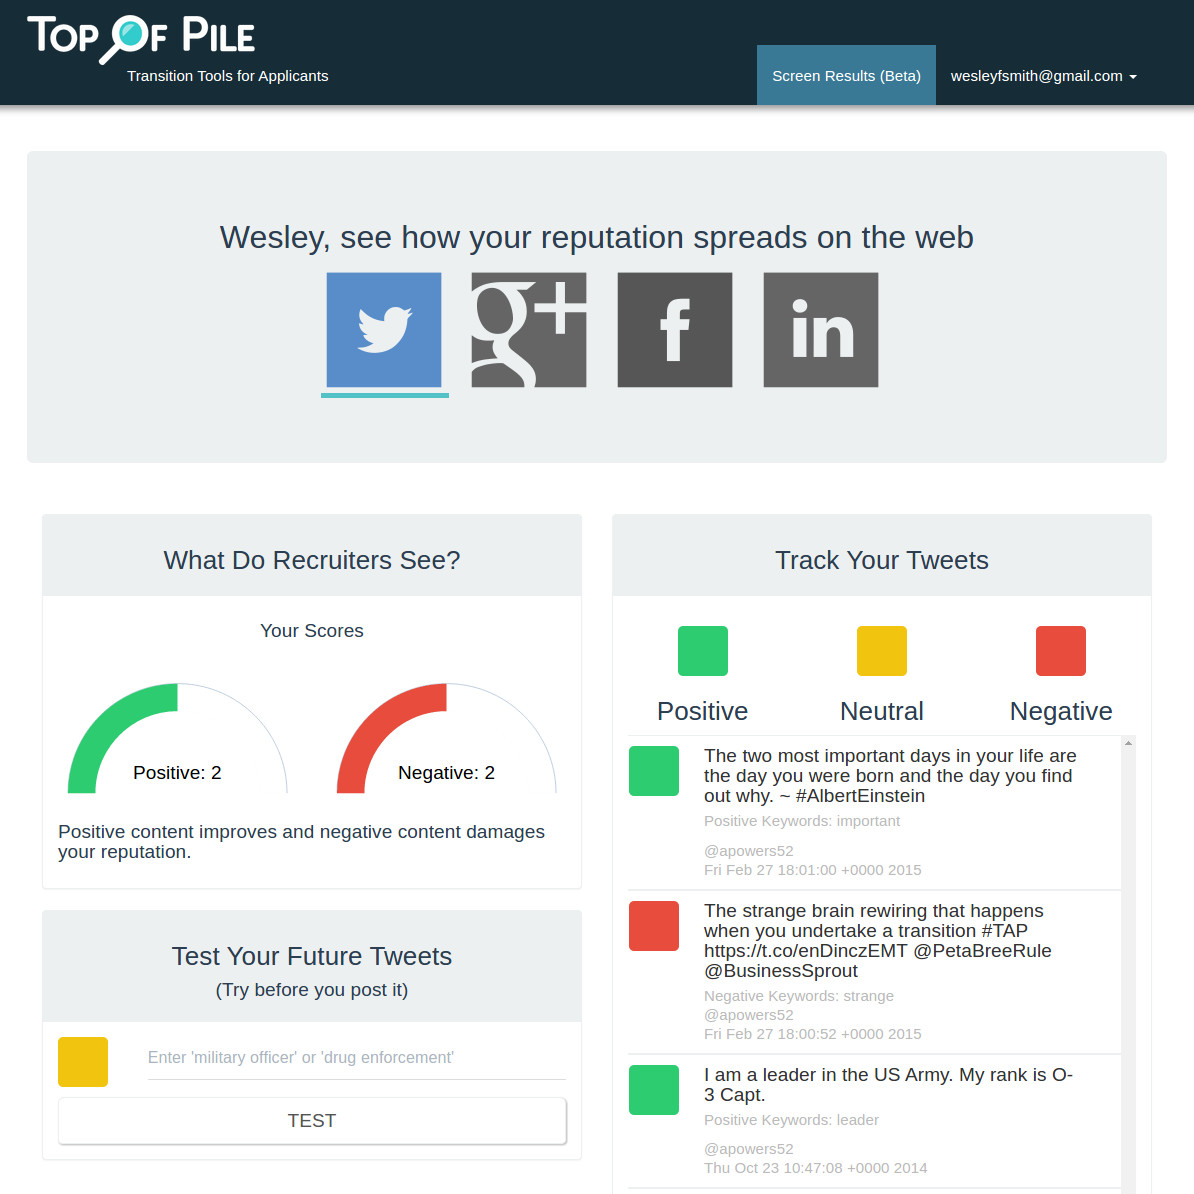 TOP OF PILE
Transition Tools for Applicants
Screen Results (Beta)
wesleyfsmith@gmail.com
Wesley, see how your reputation spreads on the web
g+
f
in
What Do Recruiters See?
Your Scores
Positive: 2
Negative: 2
Positive content improves and negative content damages
your reputation.
Test Your Future Tweets
(Try before you post it)
Enter 'military officer' or 'drug enforcement'
TEST
Track Your Tweets
Positive
Neutral
Negative
The two most important days in your life are
the day you were born and the day you find
out why. ~ #AlbertEinstein
Positive Keywords: important
@apowers52
Fri Feb 27 18:01:00 +0000 2015
The strange brain rewiring that happens
when you undertake a transition #TAP
https://t.co/enDinczEMT @PetaBreeRule
@BusinessSprout
Negative Keywords: strange
@apowers52
Fri Feb 27 18:00:52 +0000 2015
I am a leader in the US Army. My rank is O-
3 Capt.
Positive Keywords: leader
@apowers52
Thu Oct 23 10:47:08 +0000 2014